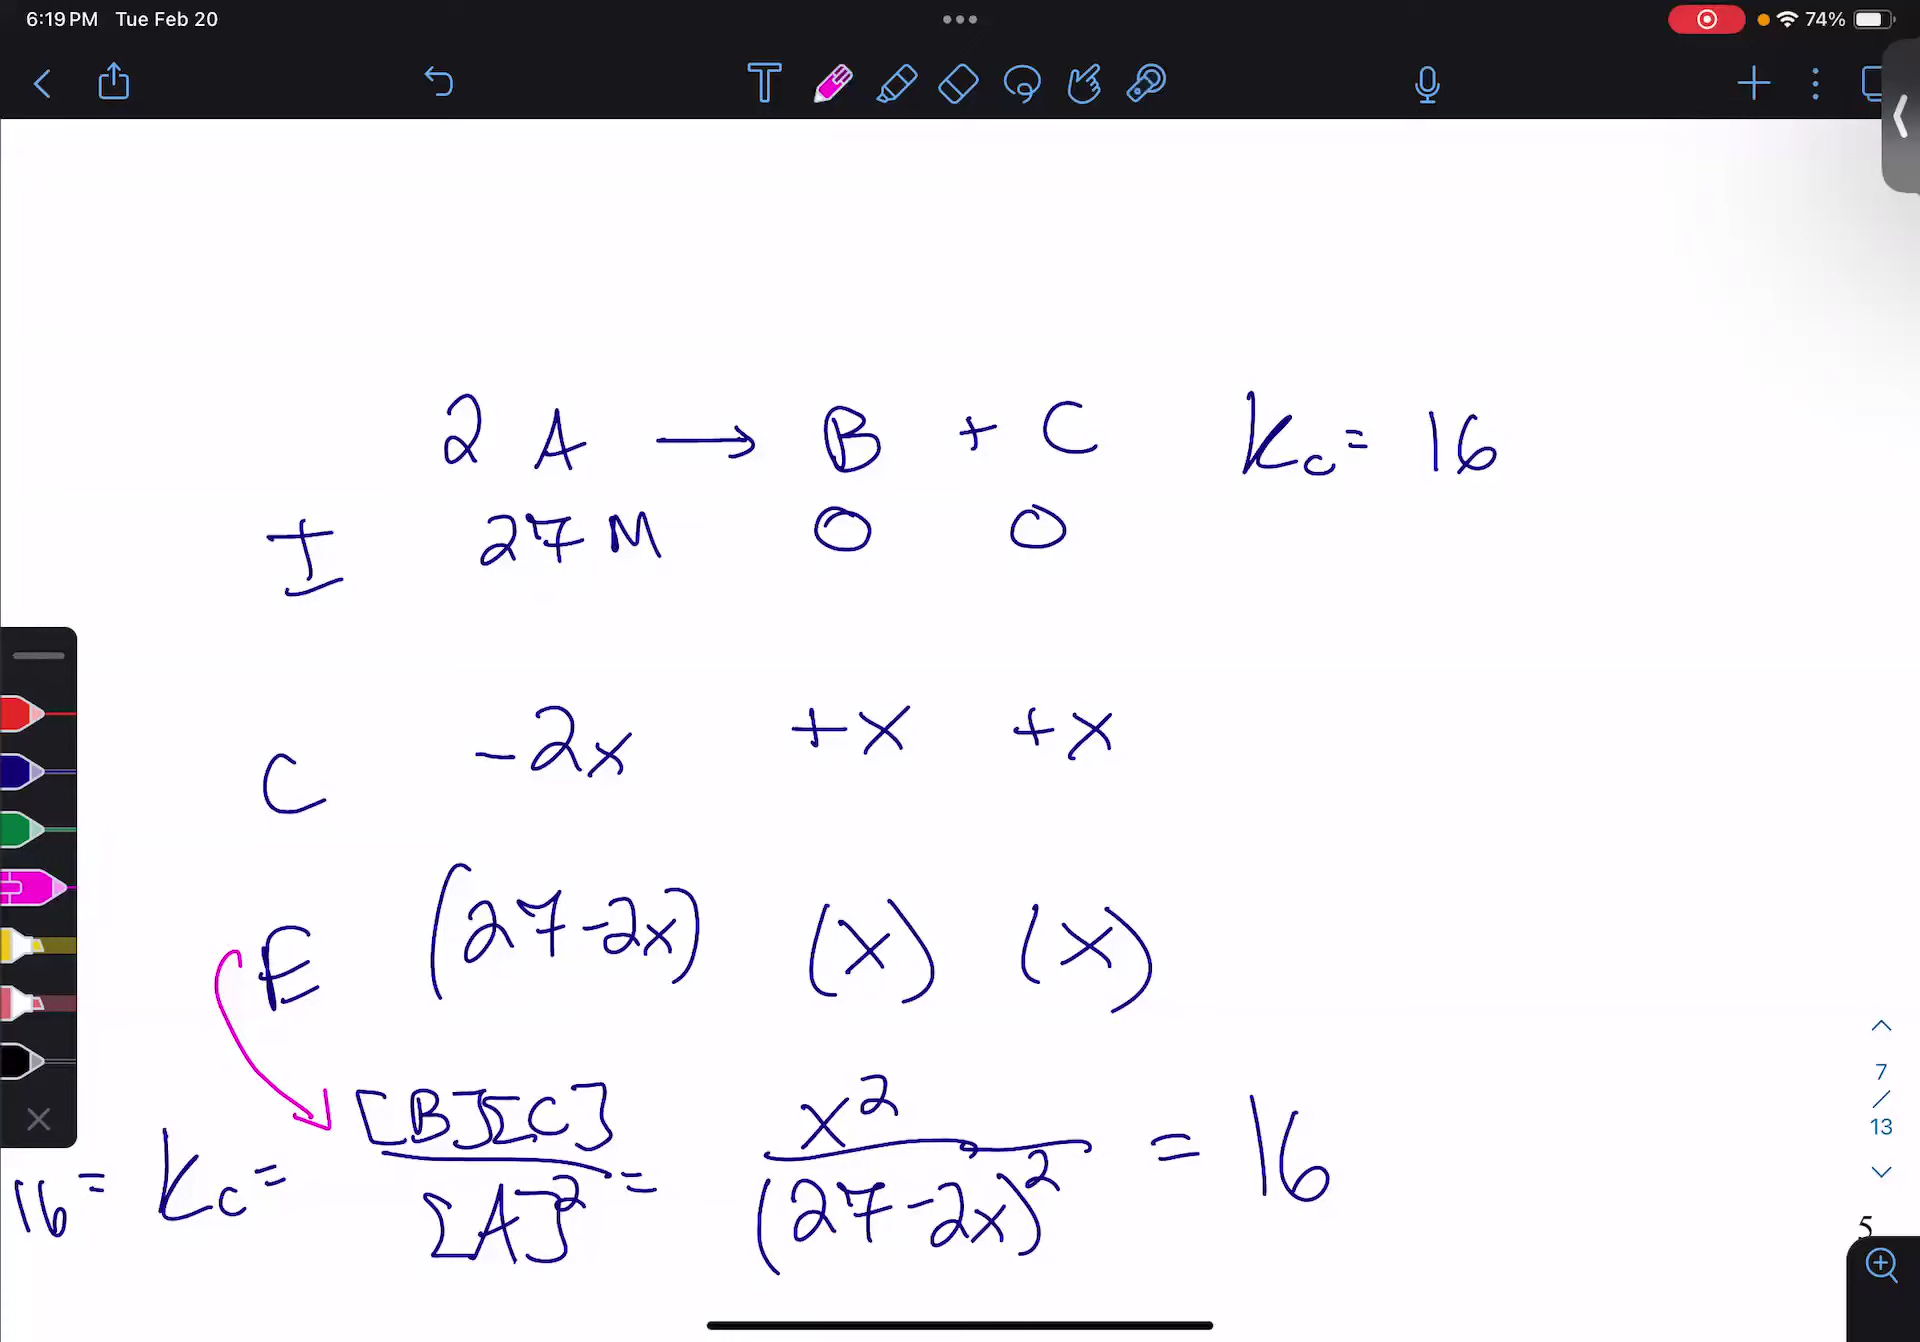 6:19 PM Tue Feb 20 74%
T
2 A → B + C Kc = 16
I 27 M 0 0
C -2x +x +x
E (27-2x) (x) (x)
16 = Kc = [B][C] / [A]² = x² / (27-2x)² = 16
7
/
13
5